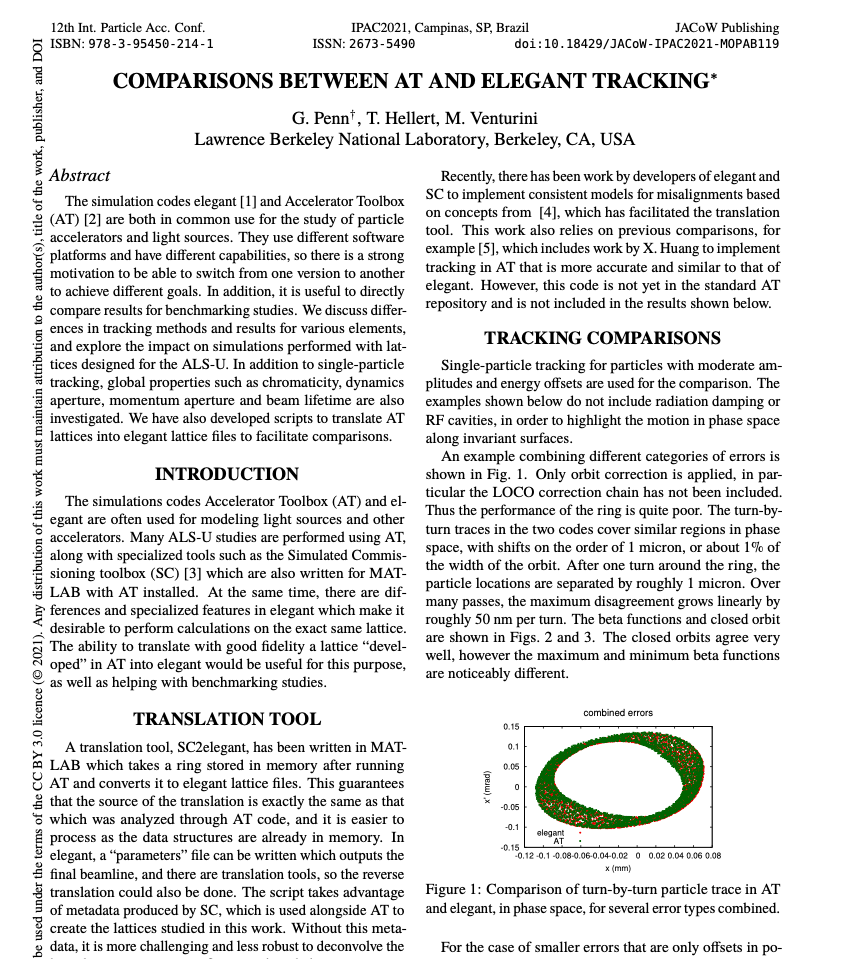 12th Int. Particle Acc. Conf.
ISBN: 978-3-95450-214-1
IPAC2021, Campinas, SP, Brazil
ISSN: 2673-5490
JACoW Publishing
doi:10.18429/JACoW-IPAC2021-MOPAB119
COMPARISONS BETWEEN AT AND ELEGANT TRACKING*
G. Penn†, T. Hellert, M. Venturini
Lawrence Berkeley National Laboratory, Berkeley, CA, USA
Abstract
The simulation codes elegant [1] and Accelerator Toolbox
(AT) [2] are both in common use for the study of particle
accelerators and light sources. They use different software
platforms and have different capabilities, so there is a strong
motivation to be able to switch from one version to another
to achieve different goals. In addition, it is useful to directly
compare results for benchmarking studies. We discuss differ-
ences in tracking methods and results for various elements,
and explore the impact on simulations performed with lat-
tices designed for the ALS-U. In addition to single-particle
tracking, global properties such as chromaticity, dynamics
aperture, momentum aperture and beam lifetime are also
investigated. We have also developed scripts to translate AT
lattices into elegant lattice files to facilitate comparisons.
INTRODUCTION
The simulations codes Accelerator Toolbox (AT) and el-
egant are often used for modeling light sources and other
accelerators. Many ALS-U studies are performed using AT,
along with specialized tools such as the Simulated Commis-
sioning toolbox (SC) [3] which are also written for MAT-
LAB with AT installed. At the same time, there are dif-
ferences and specialized features in elegant which make it
desirable to perform calculations on the exact same lattice.
The ability to translate with good fidelity a lattice “devel-
oped” in AT into elegant would be useful for this purpose,
as well as helping with benchmarking studies.
TRANSLATION TOOL
A translation tool, SC2elegant, has been written in MAT-
LAB which takes a ring stored in memory after running
AT and converts it to elegant lattice files. This guarantees
that the source of the translation is exactly the same as that
which was analyzed through AT code, and it is easier to
process as the data structures are already in memory. In
elegant, a “parameters” file can be written which outputs the
final beamline, and there are translation tools, so the reverse
translation could also be done. The script takes advantage
of metadata produced by SC, which is used alongside AT to
create the lattices studied in this work. Without this meta-
data, it is more challenging and less robust to deconvolve the
Recently, there has been work by developers of elegant and
SC to implement consistent models for misalignments based
on concepts from [4], which has facilitated the translation
tool. This work also relies on previous comparisons, for
example [5], which includes work by X. Huang to implement
tracking in AT that is more accurate and similar to that of
elegant. However, this code is not yet in the standard AT
repository and is not included in the results shown below.
TRACKING COMPARISONS
Single-particle tracking for particles with moderate am-
plitudes and energy offsets are used for the comparison. The
examples shown below do not include radiation damping or
RF cavities, in order to highlight the motion in phase space
along invariant surfaces.
An example combining different categories of errors is
shown in Fig. 1. Only orbit correction is applied, in par-
ticular the LOCO correction chain has not been included.
Thus the performance of the ring is quite poor. The turn-by-
turn traces in the two codes cover similar regions in phase
space, with shifts on the order of 1 micron, or about 1% of
the width of the orbit. After one turn around the ring, the
particle locations are separated by roughly 1 micron. Over
many passes, the maximum disagreement grows linearly by
roughly 50 nm per turn. The beta functions and closed orbit
are shown in Figs. 2 and 3. The closed orbits agree very
well, however the maximum and minimum beta functions
are noticeably different.
combined errors
0.15
0.1
0.05
0
-0.05
-0.1
-0.15
x' (mrad)
elegant
AT
-0.12 -0.1 -0.08-0.06-0.04-0.02 0 0.02 0.04 0.06 0.08
x (mm)
Figure 1: Comparison of turn-by-turn particle trace in AT
and elegant, in phase space, for several error types combined.
For the case of smaller errors that are only offsets in po-
be used under the terms of the CC BY 3.0 licence (© 2021). Any distribution of this work must maintain attribution to the author(s), title of the work, publisher, and DOI